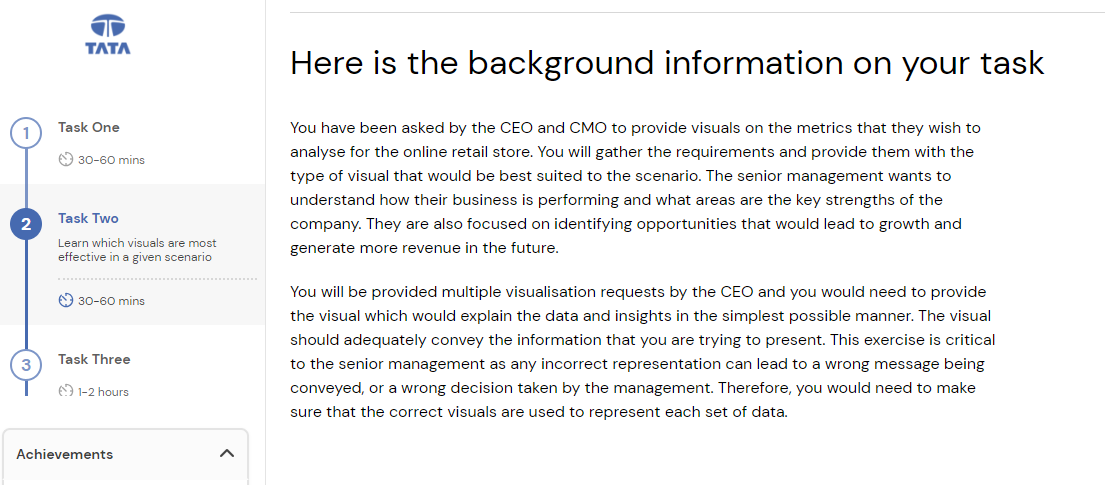 TATA
1
Task One
30-60 mins
2
Task Two
Learn which visuals are most
effective in a given scenario
30-60 mins
3
Task Three
1-2 hours
Achievements
Here is the background information on your task
You have been asked by the CEO and CMO to provide visuals on the metrics that they wish to
analyse for the online retail store. You will gather the requirements and provide them with the
type of visual that would be best suited to the scenario. The senior management wants to
understand how their business is performing and what areas are the key strengths of the
company. They are also focused on identifying opportunities that would lead to growth and
generate more revenue in the future.
You will be provided multiple visualisation requests by the CEO and you would need to provide
the visual which would explain the data and insights in the simplest possible manner. The visual
should adequately convey the information that you are trying to present. This exercise is critical
to the senior management as any incorrect representation can lead to a wrong message being
conveyed, or a wrong decision taken by the management. Therefore, you would need to make
sure that the correct visuals are used to represent each set of data.